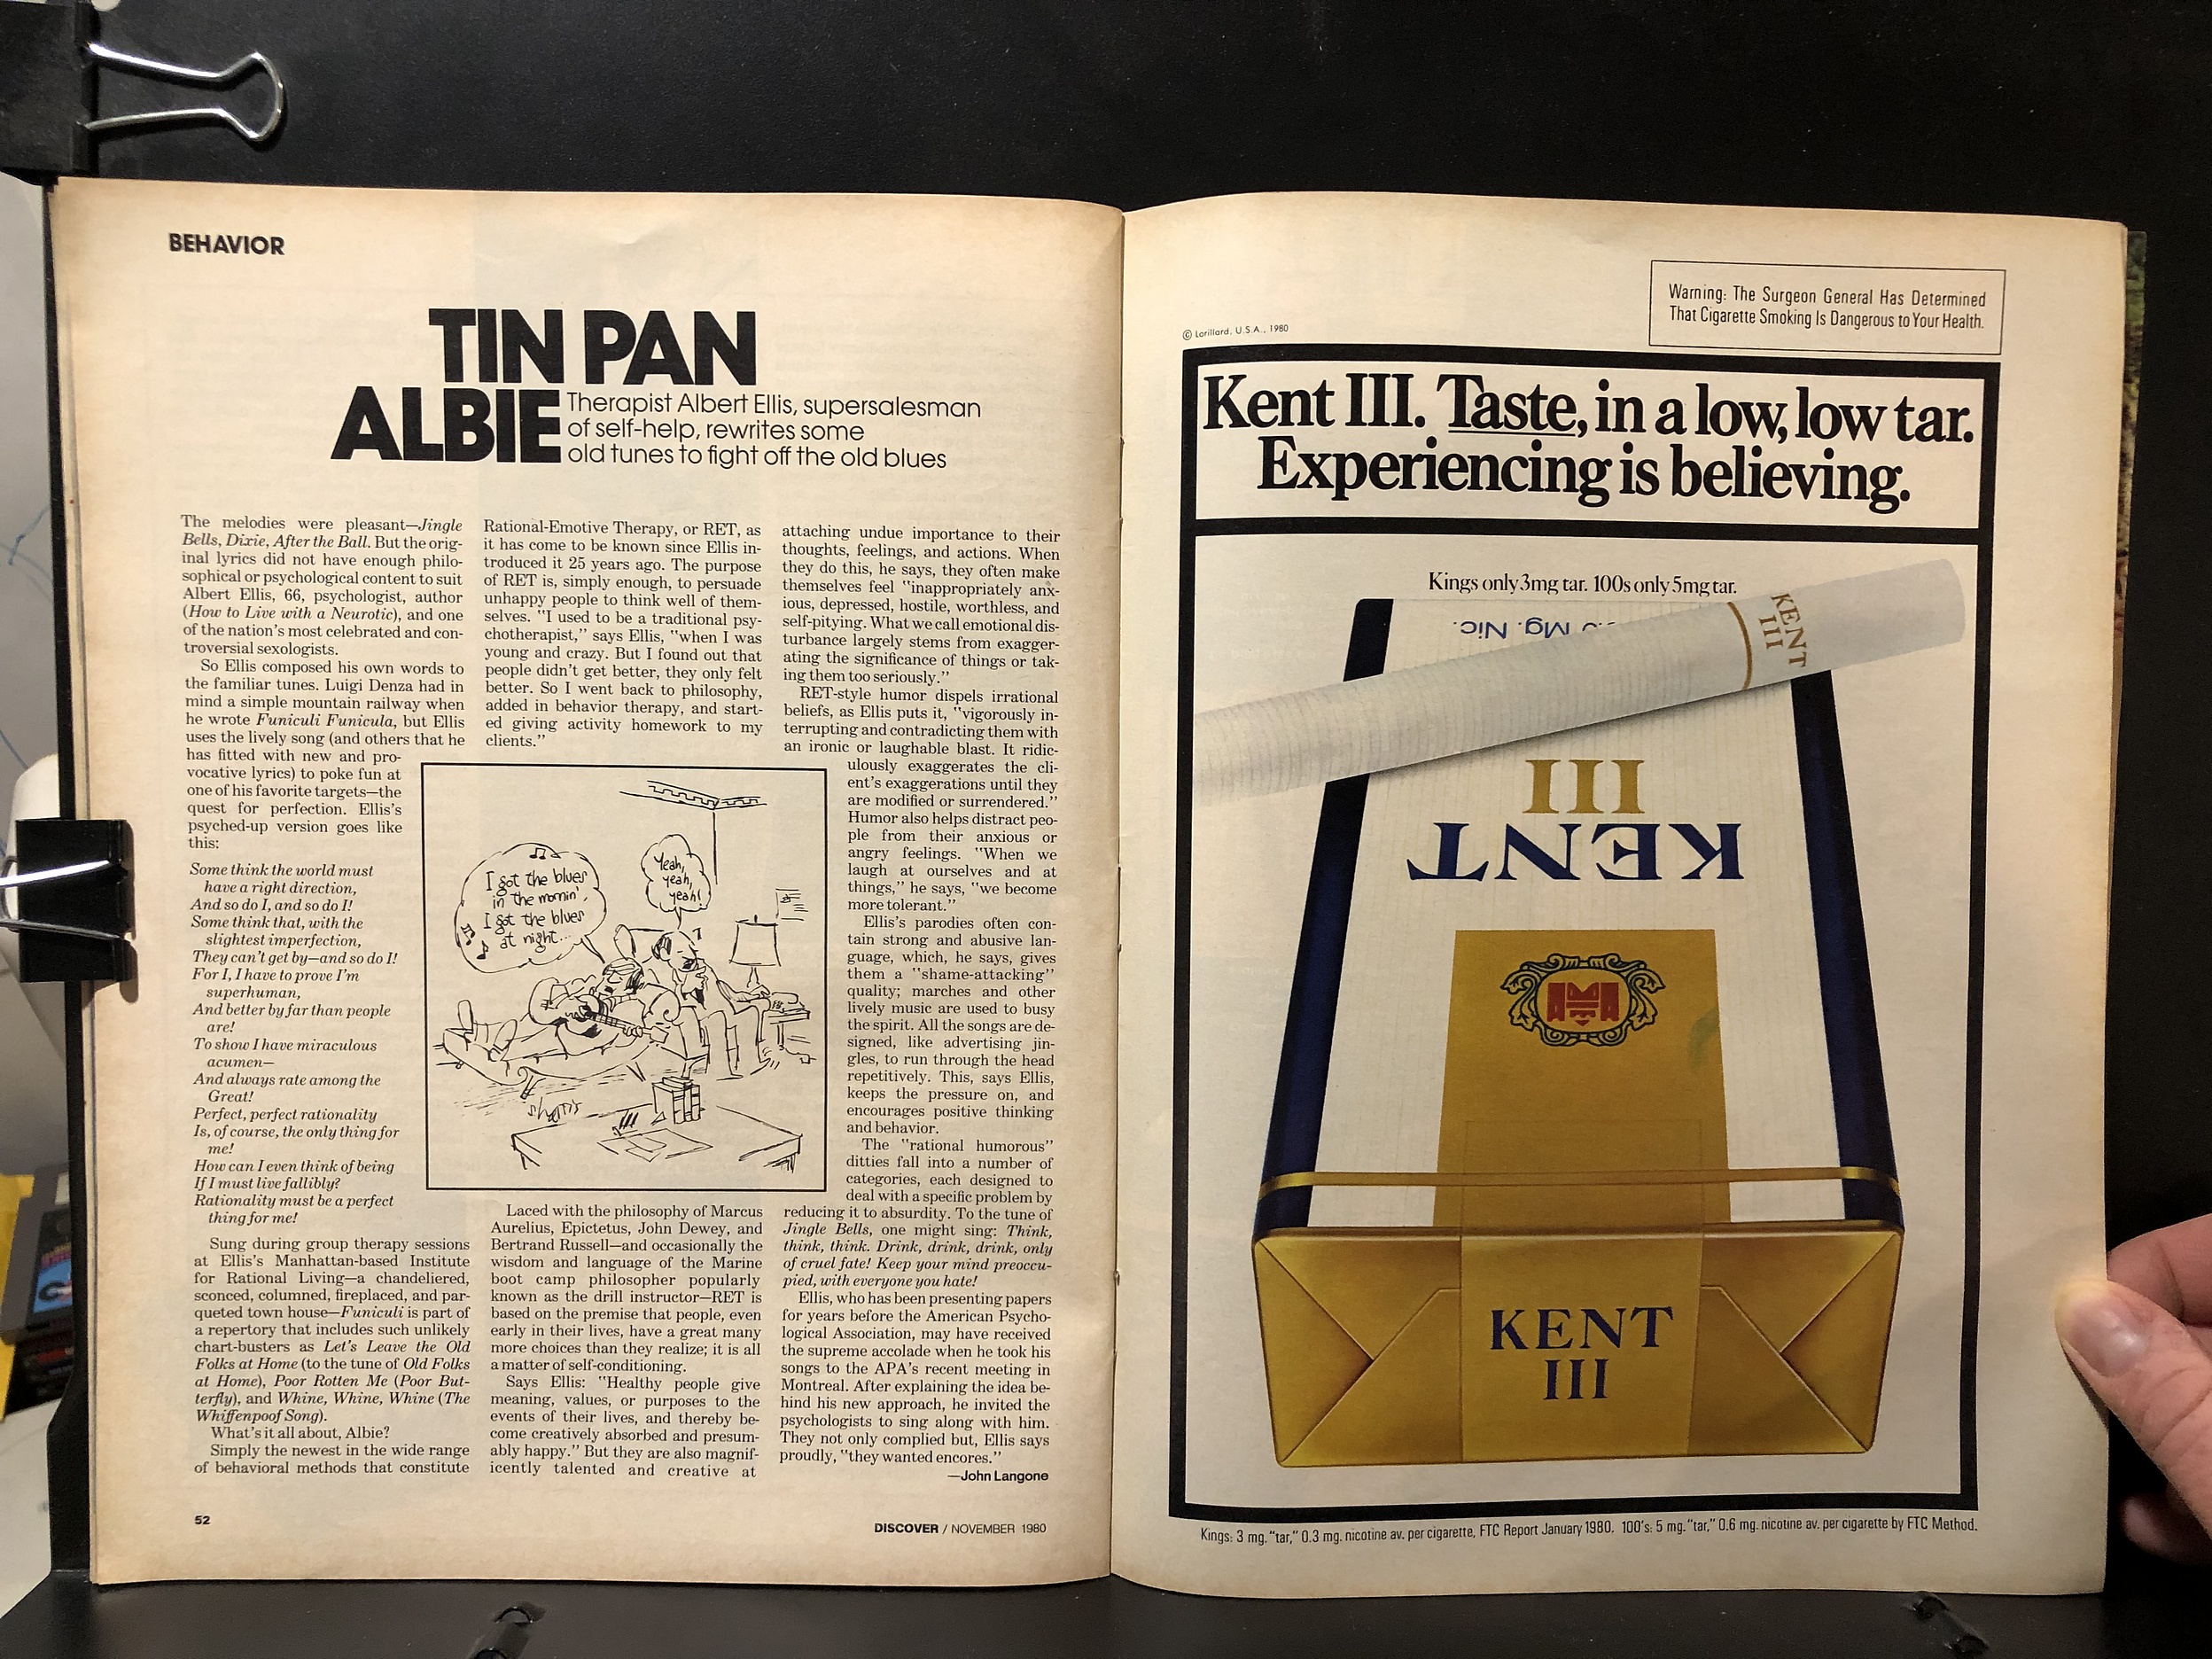 BEHAVIOR
TIN PAN
ALBIE
Therapist Albert Ellis, supersalesman
of self-help, rewrites some
old tunes to fight off the old blues
The melodies were pleasant—Jingle
Bells, Dixie, After the Ball. But the orig-
inal lyrics did not have enough philo-
sophical or psychological content to suit
Albert Ellis, 66, psychologist, author
(How to Live with a Neurotic), and one
of the nation's most celebrated and con-
troversial sexologists.
So Ellis composed his own words to
the familiar tunes. Luigi Denza had in
mind a simple mountain railway when
he wrote Funiculi Funicula, but Ellis
uses the lively song (and others that he
has fitted with new and pro-
vocative lyrics) to poke fun at
one of his favorite targets—the
quest for perfection. Ellis's
psyched-up version goes like
this:
Some think the world must
have a right direction,
And so do I, and so do I!
Some think that, with the
slightest imperfection,
They can't get by—and so do I!
For I, I have to prove I'm
superhuman,
And better by far than people
are!
To show I have miraculous
acumen—
And always rate among the
Great!
Perfect, perfect rationality
Is, of course, the only thing for
me!
How can I even think of being
If I must live fallibly?
Rationality must be a perfect
thing for me!
Sung during group therapy sessions
at Ellis's Manhattan-based Institute
for Rational Living—a chandeliered,
sconced, columned, fireplaced, and par-
queted town house—Funiculi is part of
a repertory that includes such unlikely
chart-busters as Let's Leave the Old
Folks at Home (to the tune of Old Folks
at Home), Poor Rotten Me (Poor But-
terfly), and Whine, Whine, Whine (The
Whiffenpoof Song).
What's it all about, Albie?
Simply the newest in the wide range
of behavioral methods that constitute
Rational-Emotive Therapy, or RET, as
it has come to be known since Ellis in-
troduced it 25 years ago. The purpose
of RET is, simply enough, to persuade
unhappy people to think well of them-
selves. "I used to be a traditional psy-
chotherapist," says Ellis, "when I was
young and crazy. But I found out that
people didn't get better, they only felt
better. So I went back to philosophy,
added in behavior therapy, and start-
ed giving activity homework to my
clients."
I got the blues
in the mornin',
I got the blues
at night...
Yeah,
yeah,
yeah!
Laced with the philosophy of Marcus
Aurelius, Epictetus, John Dewey, and
Bertrand Russell—and occasionally the
wisdom and language of the Marine
boot camp philosopher popularly
known as the drill instructor—RET is
based on the premise that people, even
early in their lives, have a great many
more choices than they realize; it is all
a matter of self-conditioning.
Says Ellis: "Healthy people give
meaning, values, or purposes to the
events of their lives, and thereby be-
come creatively absorbed and presum-
ably happy." But they are also magnif-
icently talented and creative at
attaching undue importance to their
thoughts, feelings, and actions. When
they do this, he says, they often make
themselves feel "inappropriately anx-
ious, depressed, hostile, worthless, and
self-pitying. What we call emotional dis-
turbance largely stems from exagger-
ating the significance of things or tak-
ing them too seriously."
RET-style humor dispels irrational
beliefs, as Ellis puts it, "vigorously in-
terrupting and contradicting them with
an ironic or laughable blast. It ridic-
ulously exaggerates the cli-
ent's exaggerations until they
are modified or surrendered."
Humor also helps distract peo-
ple from their anxious or
angry feelings. "When we
laugh at ourselves and at
things," he says, "we become
more tolerant."
Ellis's parodies often con-
tain strong and abusive lan-
guage, which, he says, gives
them a "shame-attacking"
quality; marches and other
lively music are used to busy
the spirit. All the songs are de-
signed, like advertising jin-
gles, to run through the head
repetitively. This, says Ellis,
keeps the pressure on, and
encourages positive thinking
and behavior.
The "rational humorous"
ditties fall into a number of
categories, each designed to
deal with a specific problem by
reducing it to absurdity. To the tune of
Jingle Bells, one might sing: Think,
think, think. Drink, drink, drink, only
of cruel fate! Keep your mind preoccu-
pied, with everyone you hate!
Ellis, who has been presenting papers
for years before the American Psycho-
logical Association, may have received
the supreme accolade when he took his
songs to the APA's recent meeting in
Montreal. After explaining the idea be-
hind his new approach, he invited the
psychologists to sing along with him.
They not only complied but, Ellis says
proudly, "they wanted encores."
—John Langone
52
DISCOVER / NOVEMBER 1980
Warning: The Surgeon General Has Determined
That Cigarette Smoking Is Dangerous to Your Health.
© Lorillard, U.S.A., 1980
Kent III. Taste, in a low, low tar.
Experiencing is believing.
Kings only 3mg tar. 100s only 5mg tar.
Mg. Nic.
KENT
III
KENT
III
KENT
III
Kings: 3 mg. "tar," 0.3 mg. nicotine av. per cigarette, FTC Report January 1980. 100's: 5 mg. "tar," 0.6 mg. nicotine av. per cigarette by FTC Method.